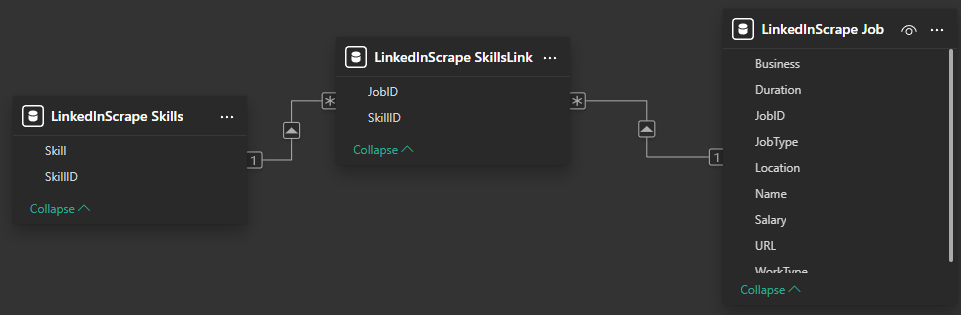 LinkedInScrape Skills
Skill
SkillID
Collapse
1
*
LinkedInScrape SkillsLink
JobID
SkillID
Collapse
*
1
LinkedInScrape Job
Business
Duration
JobID
JobType
Location
Name
Salary
URL
WorkType
Collapse